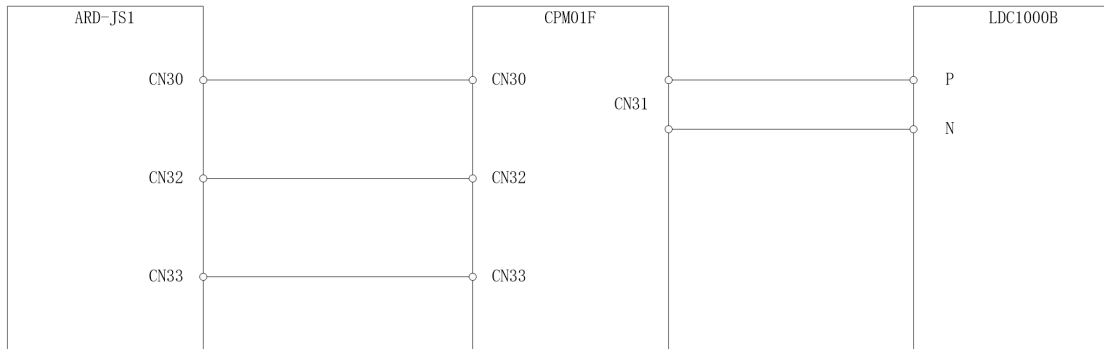 ARD-JS1 CPM01F LDC1000B
CN30 CN30 P
CN31
N
CN32 CN32
CN33 CN33